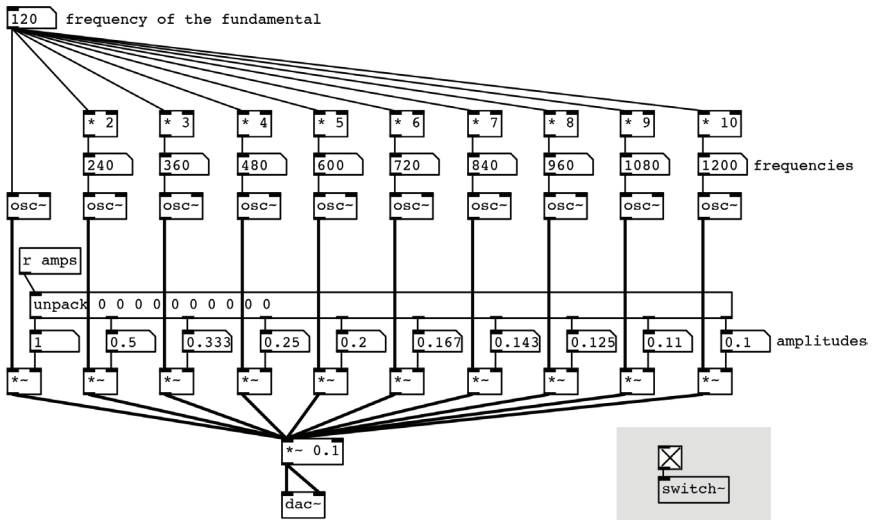 120 frequency of the fundamental
* 2 * 3 * 4 * 5 * 6 * 7 * 8 * 9 * 10
240 360 480 600 720 840 960 1080 1200 frequencies
osc~ osc~ osc~ osc~ osc~ osc~ osc~ osc~ osc~ osc~
r amps
unpack 0 0 0 0 0 0 0 0 0 0
1 0.5 0.333 0.25 0.2 0.167 0.143 0.125 0.11 0.1 amplitudes
*~ *~ *~ *~ *~ *~ *~ *~ *~ *~
*~ 0.1
switch~
dac~